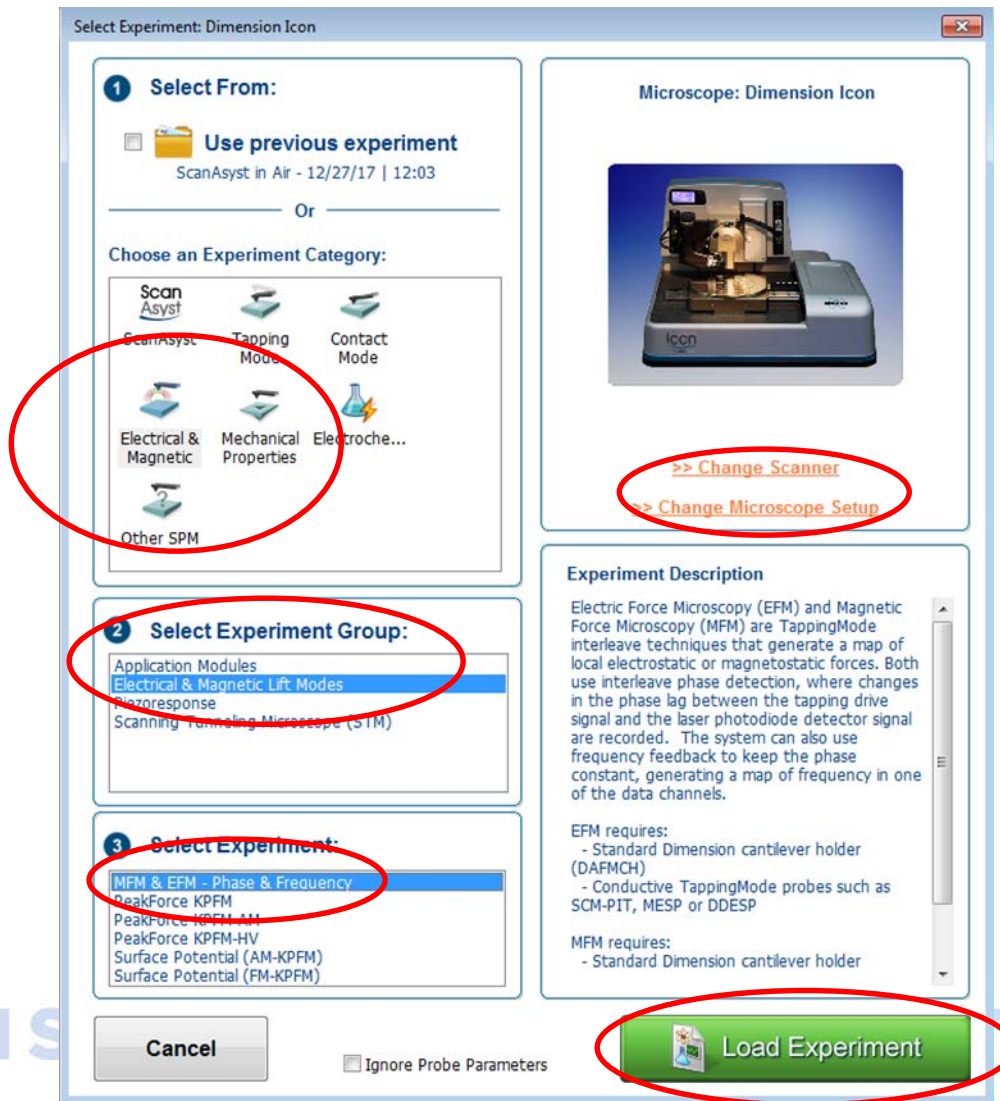 Select Experiment: Dimension Icon
1 Select From:
Use previous experiment
ScanAsyst in Air - 12/27/17 | 12:03
Or
Choose an Experiment Category:
Scan
Asyst
ScanAsyst
Tapping
Mode
Contact
Mode
Electrical &
Magnetic
Mechanical
Properties
Electroche...
Other SPM
2 Select Experiment Group:
Application Modules
Electrical & Magnetic Lift Modes
Piezoresponse
Scanning Tunneling Microscope (STM)
3 Select Experiment:
MFM & EFM - Phase & Frequency
PeakForce KPFM
PeakForce KPFM-AM
PeakForce KPFM-HV
Surface Potential (AM-KPFM)
Surface Potential (FM-KPFM)
Cancel
Ignore Probe Parameters
Microscope: Dimension Icon
Icon
>> Change Scanner
>> Change Microscope Setup
Experiment Description
Electric Force Microscopy (EFM) and Magnetic
Force Microscopy (MFM) are TappingMode
interleave techniques that generate a map of
local electrostatic or magnetostatic forces. Both
use interleave phase detection, where changes
in the phase lag between the tapping drive
signal and the laser photodiode detector signal
are recorded. The system can also use
frequency feedback to keep the phase
constant, generating a map of frequency in one
of the data channels.
EFM requires:
- Standard Dimension cantilever holder
(DAFMCH)
- Conductive TappingMode probes such as
SCM-PIT, MESP or DDESP
MFM requires:
- Standard Dimension cantilever holder
Load Experiment